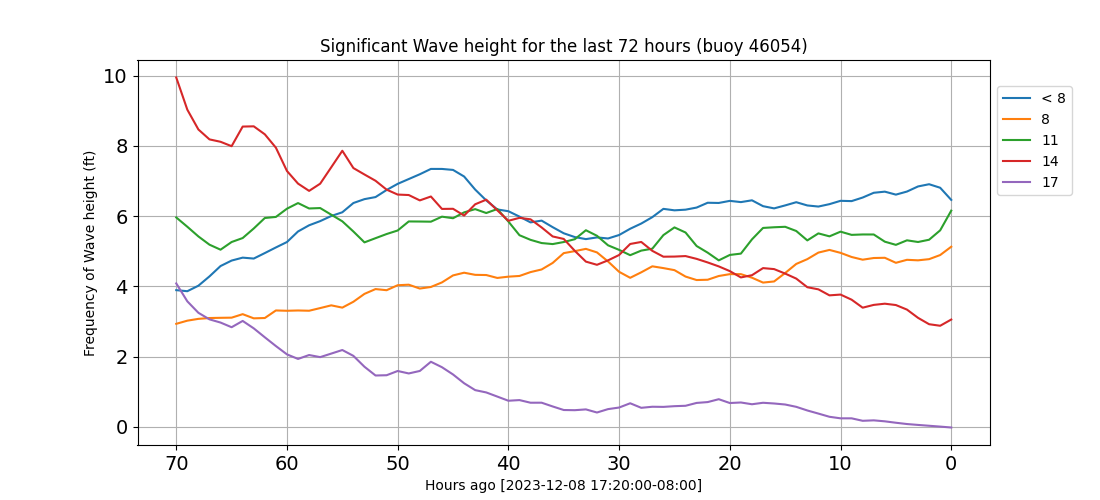 Significant Wave height for the last 72 hours (buoy 46054)
Frequency of Wave height (ft)
10
8
6
4
2
0
70 60 50 40 30 20 10 0
Hours ago [2023-12-08 17:20:00-08:00]
< 8
8
11
14
17